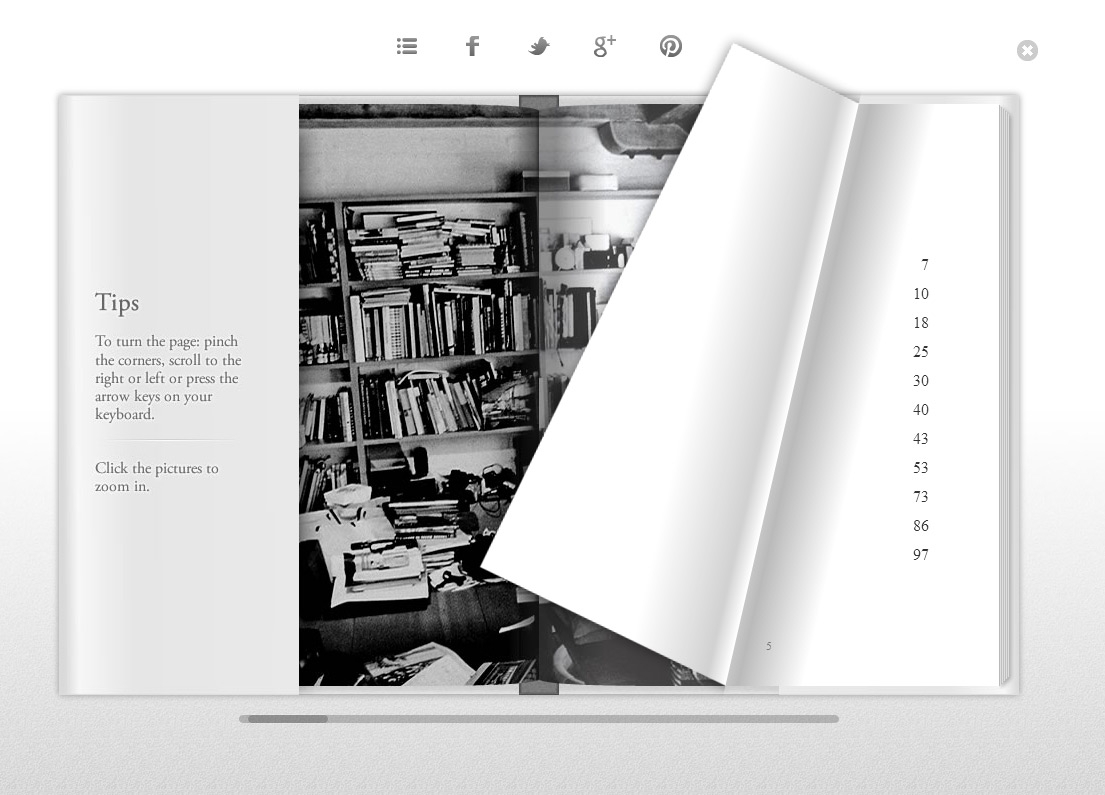 Tips
To turn the page: pinch
the corners, scroll to the
right or left or press the
arrow keys on your
keyboard.
Click the pictures to
zoom in.
7
10
18
25
30
40
43
53
73
86
97
5